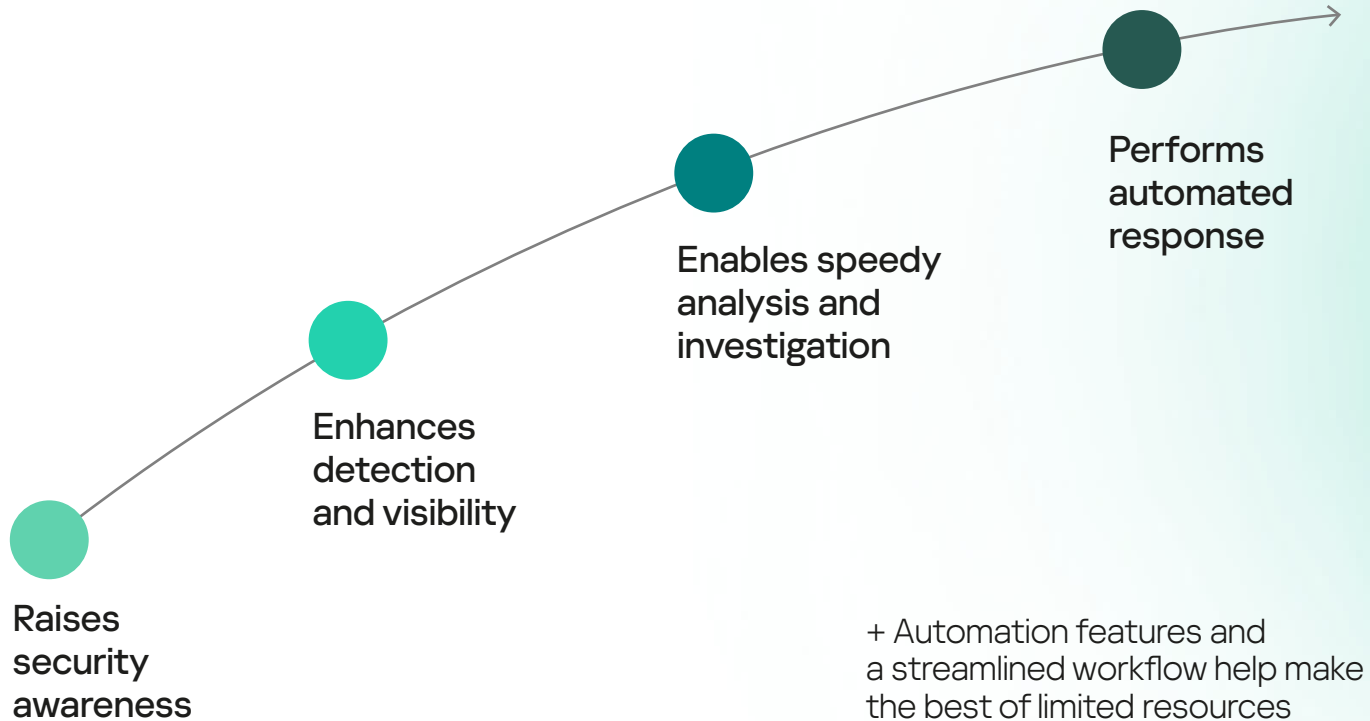 Raises
security
awareness
Enhances
detection
and visibility
Enables speedy
analysis and
investigation
Performs
automated
response
+ Automation features and
a streamlined workflow help make
the best of limited resources